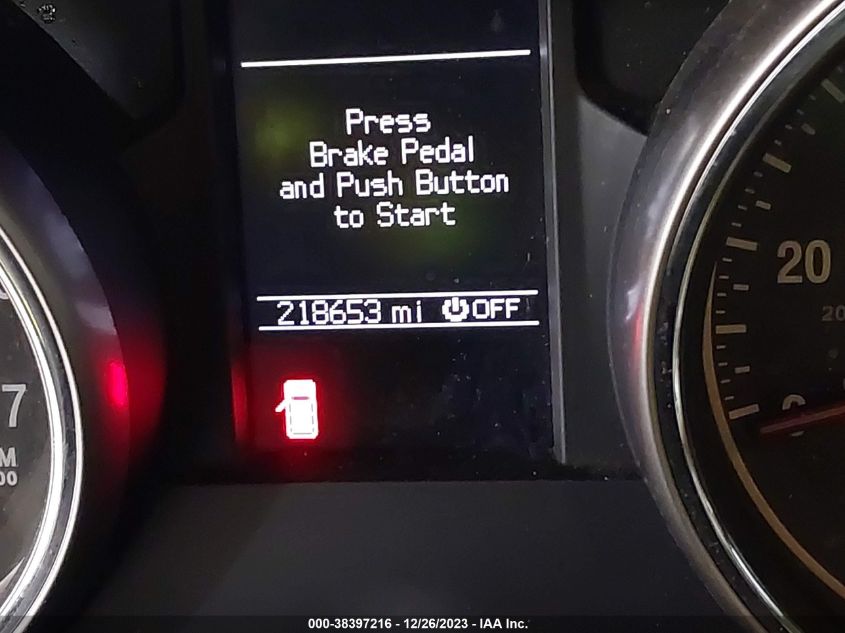 Press
Brake Pedal
and Push Button
to Start
218653 mi OFF
7
20
0
000-38397216 - 12/26/2023 - IAA Inc.